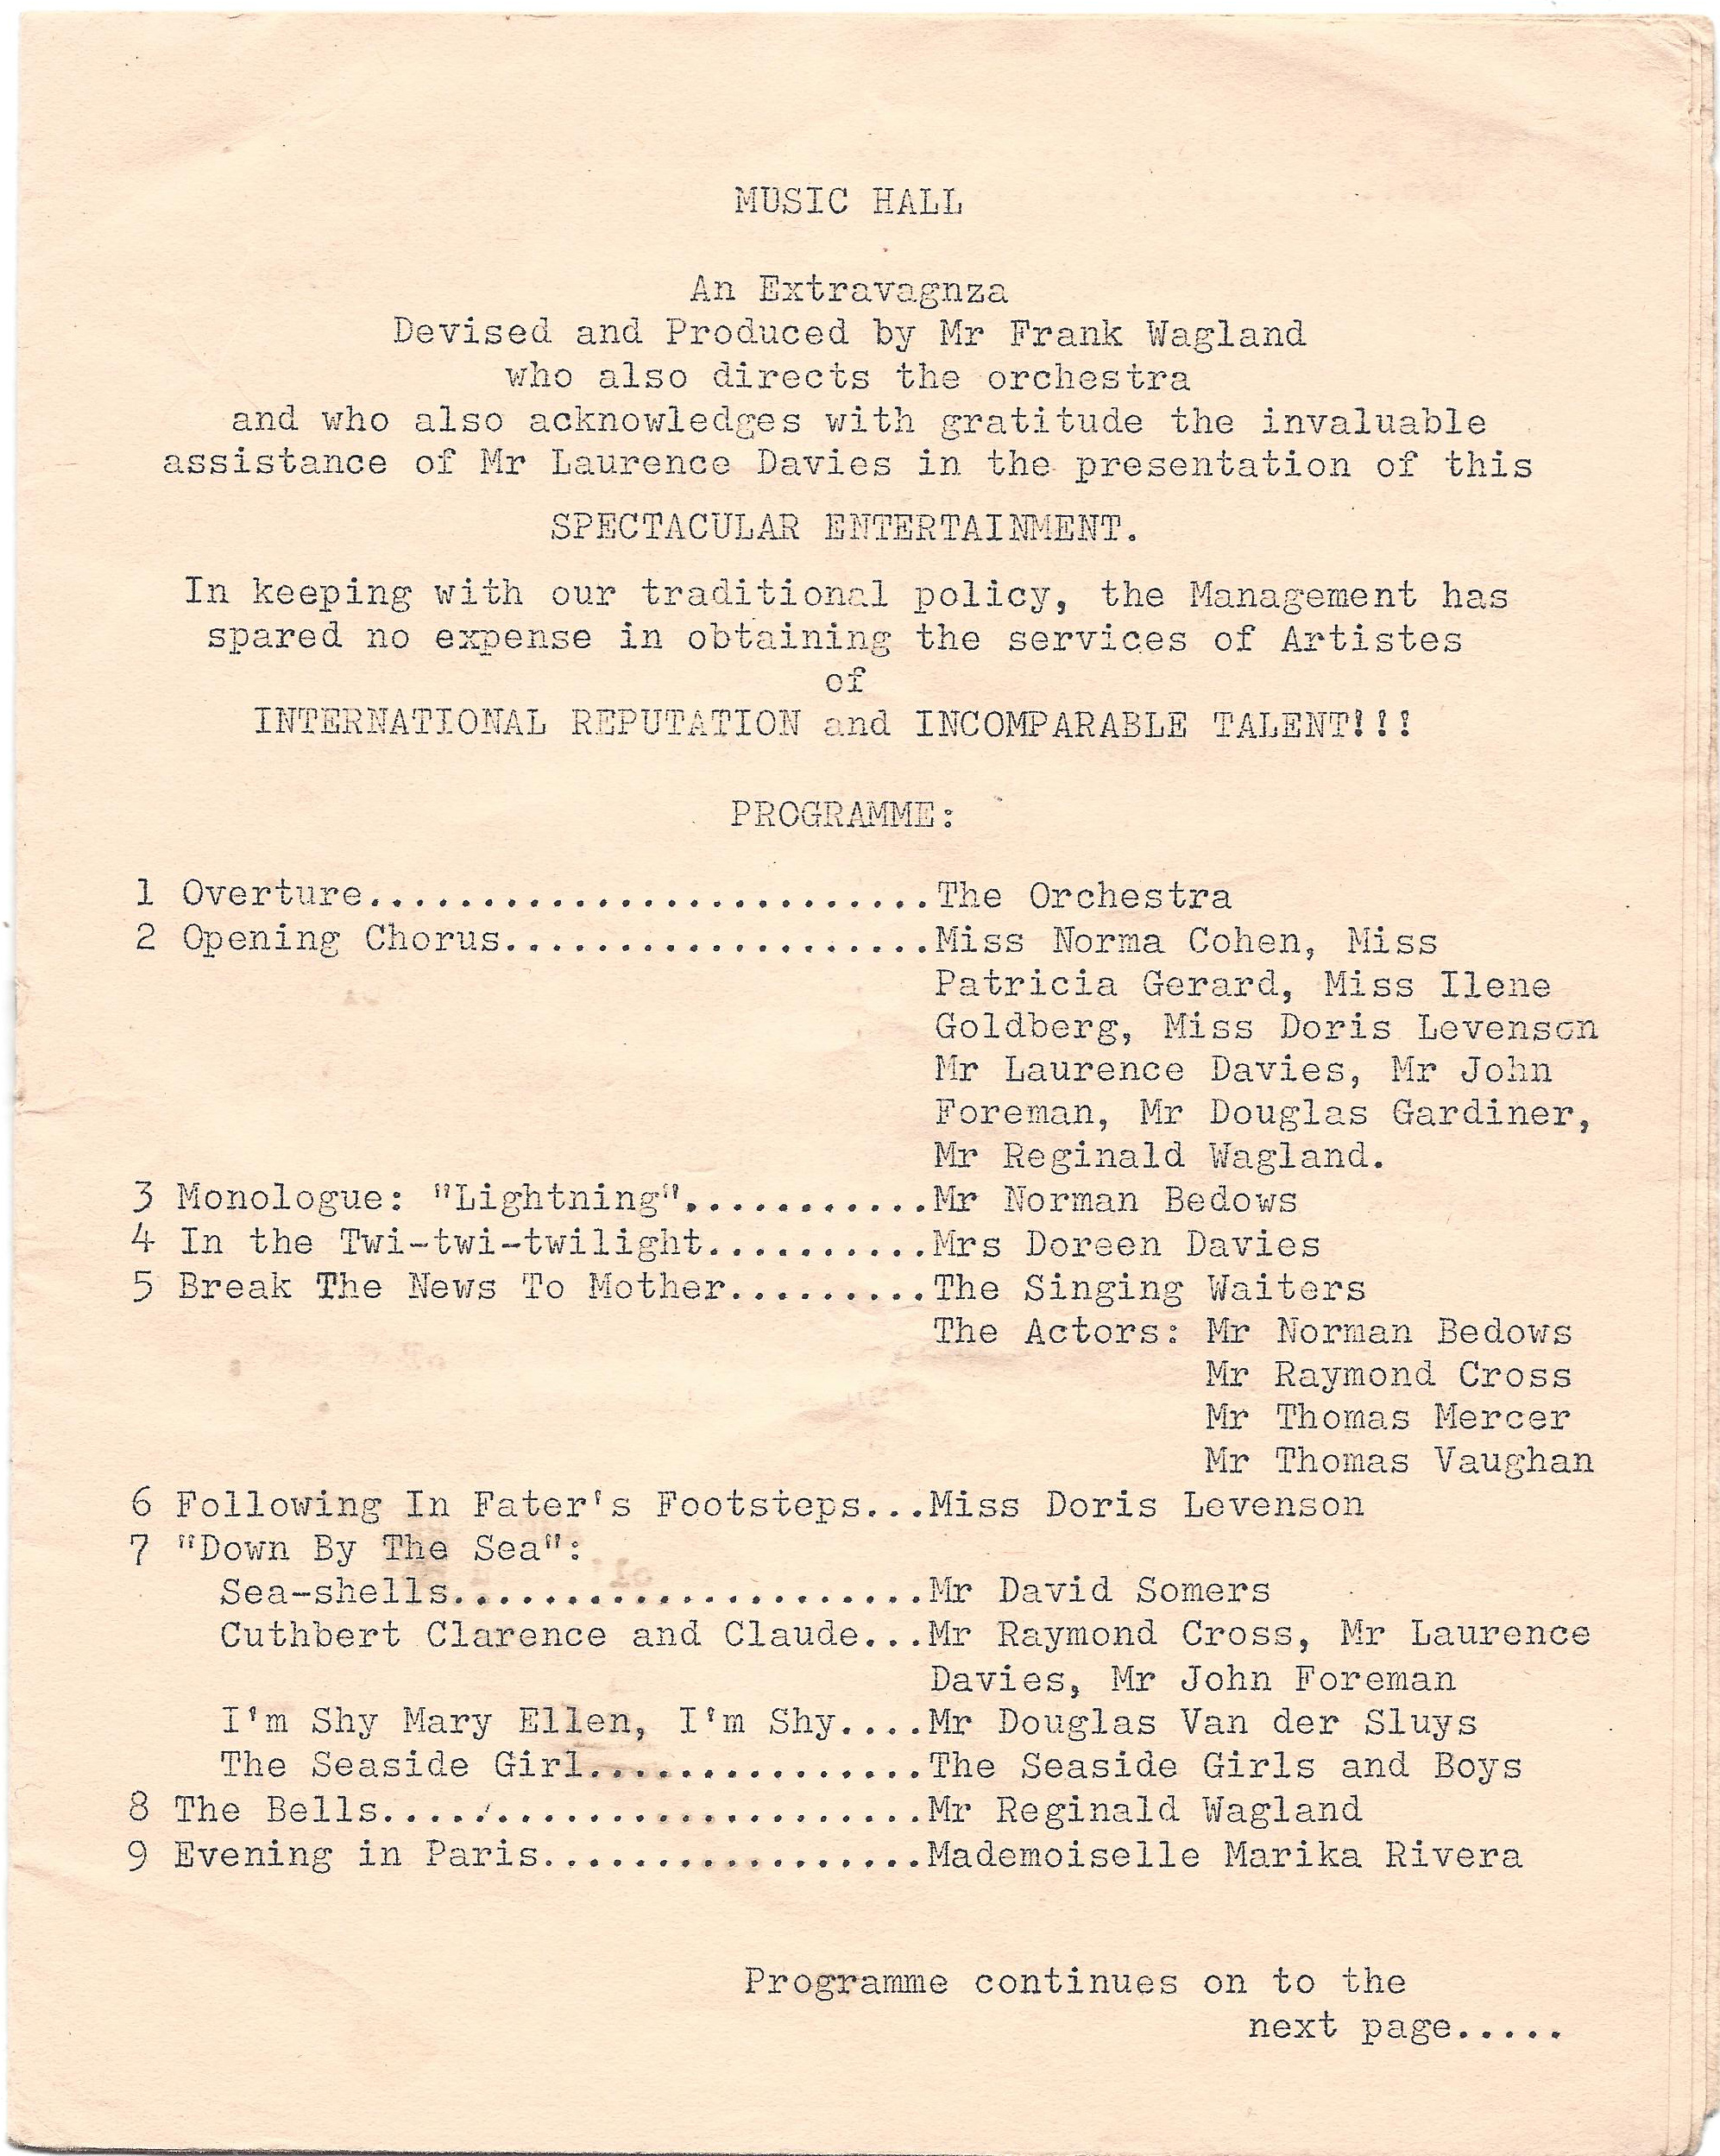 MUSIC HALL
An Extravagnza
Devised and Produced by Mr Frank Wagland
who also directs the orchestra
and who also acknowledges with gratitude the invaluable
assistance of Mr Laurence Davies in the presentation of this
SPECTACULAR ENTERTAINMENT.
In keeping with our traditional policy, the Management has
spared no expense in obtaining the services of Artistes
of
INTERNATIONAL REPUTATION and INCOMPARABLE TALENT!!!
PROGRAMME:
1 Overture.........................The Orchestra
2 Opening Chorus...................Miss Norma Cohen, Miss
Patricia Gerard, Miss Ilene
Goldberg, Miss Doris Levenson
Mr Laurence Davies, Mr John
Foreman, Mr Douglas Gardiner,
Mr Reginald Wagland.
3 Monologue: "Lightning"...........Mr Norman Bedows
4 In the Twi-twi-twilight..........Mrs Doreen Davies
5 Break The News To Mother.........The Singing Waiters
The Actors: Mr Norman Bedows
Mr Raymond Cross
Mr Thomas Mercer
Mr Thomas Vaughan
6 Following In Fater's Footsteps...Miss Doris Levenson
7 "Down By The Sea":
Sea-shells.....................Mr David Somers
Cuthbert Clarence and Claude...Mr Raymond Cross, Mr Laurence
Davies, Mr John Foreman
I'm Shy Mary Ellen, I'm Shy....Mr Douglas Van der Sluys
The Seaside Girl...............The Seaside Girls and Boys
8 The Bells........................Mr Reginald Wagland
9 Evening in Paris.................Mademoiselle Marika Rivera
Programme continues on to the
next page.....